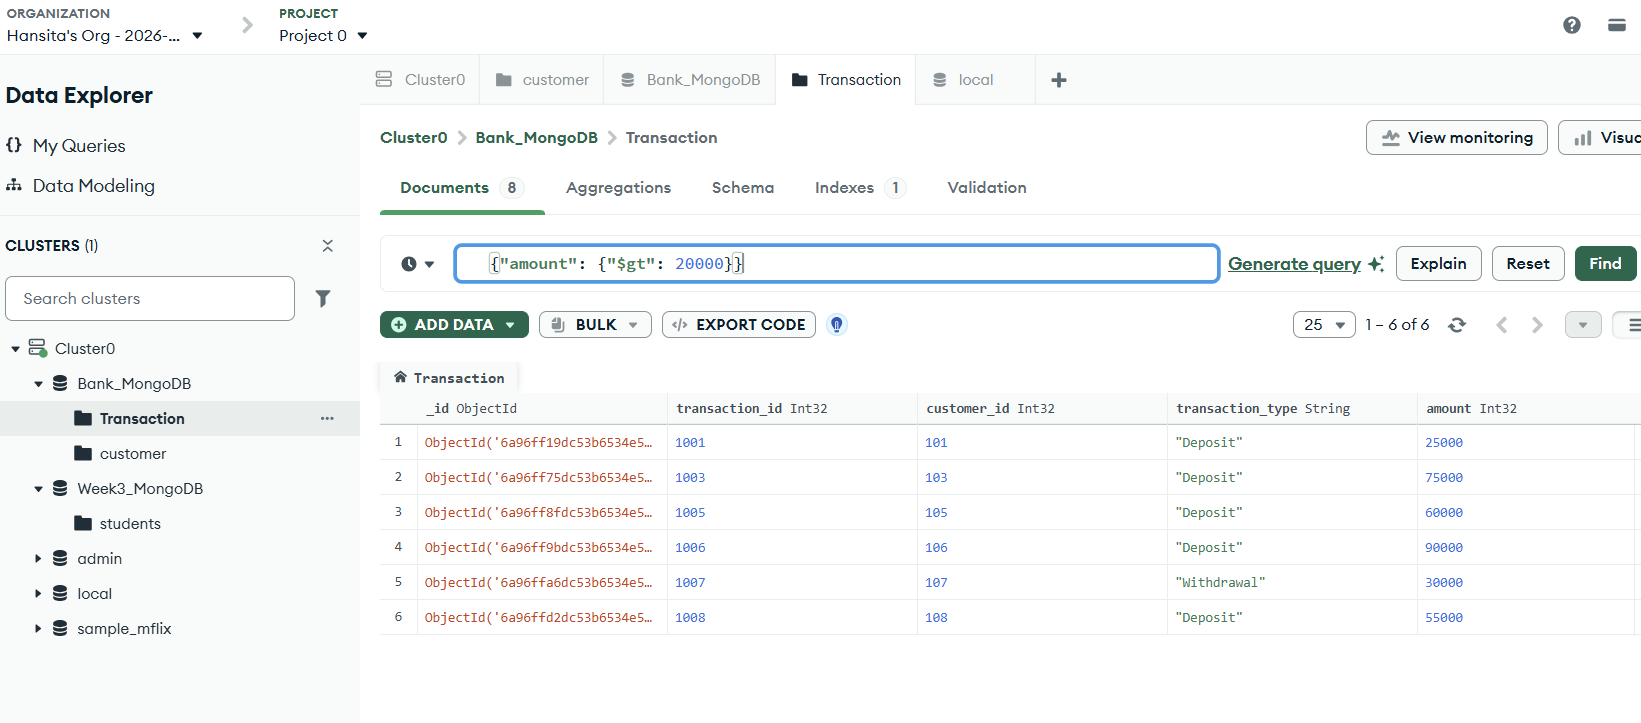 ORGANIZATION
Hansita's Org - 2026-...
PROJECT
Project 0
Data Explorer
My Queries
Data Modeling
CLUSTERS (1)
Search clusters
Cluster0
Bank_MongoDB
Transaction
customer
Week3_MongoDB
students
admin
local
sample_mflix
Cluster0 customer Bank_MongoDB Transaction local
Cluster0 > Bank_MongoDB > Transaction
View monitoring
Documents 8 Aggregations Schema Indexes 1 Validation
{"amount": {"$gt": 20000}}
Generate query Explain Reset Find
ADD DATA BULK EXPORT CODE 25 1 – 6 of 6
Transaction
_id ObjectId transaction_id Int32 customer_id Int32 transaction_type String amount Int32
1 ObjectId('6a96ff19dc53b6534e5… 1001 101 "Deposit" 25000
2 ObjectId('6a96ff75dc53b6534e5… 1003 103 "Deposit" 75000
3 ObjectId('6a96ff8fdc53b6534e5… 1005 105 "Deposit" 60000
4 ObjectId('6a96ff9bdc53b6534e5… 1006 106 "Deposit" 90000
5 ObjectId('6a96ffa6dc53b6534e5… 1007 107 "Withdrawal" 30000
6 ObjectId('6a96ffd2dc53b6534e5… 1008 108 "Deposit" 55000